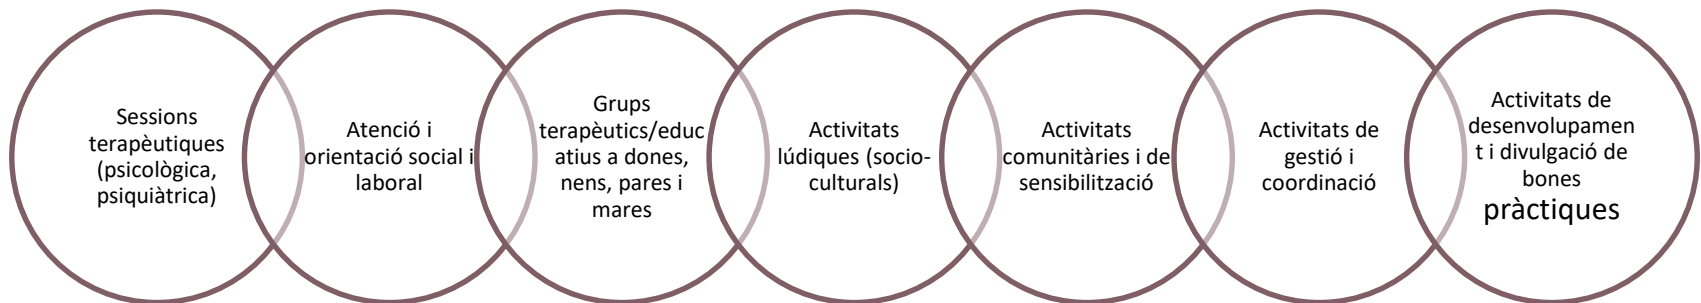 Sessions
terapèutiques
(psicològica,
psiquiàtrica)
Atenció i
orientació social i
laboral
Grups
terapèutics/educ
atius a dones,
nens, pares i
mares
Activitats
lúdiques (socio-
culturals)
Activitats
comunitàries i de
sensibilització
Activitats de
gestió i
coordinació
Activitats de
desenvolupamen
t i divulgació de
bones
pràctiques